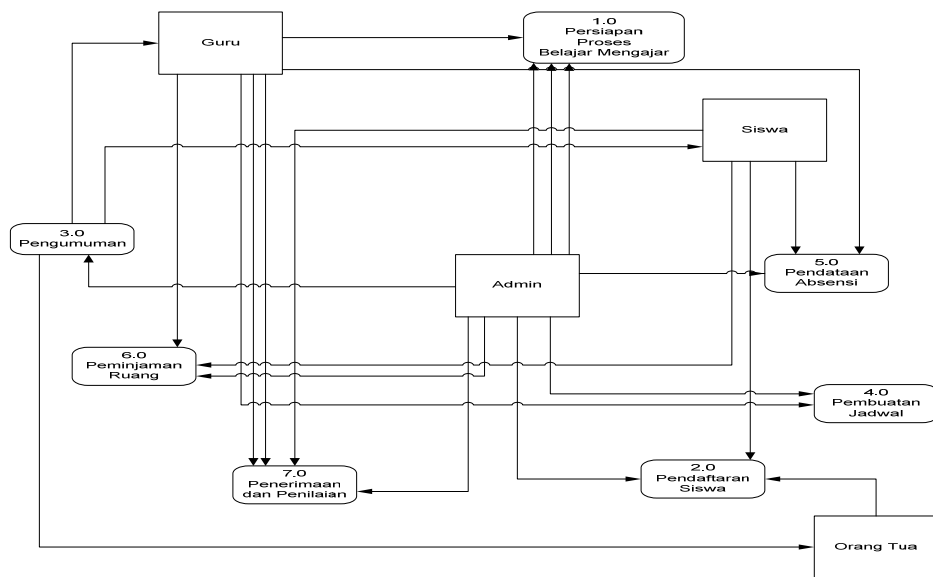 Guru
1.0
Persiapan
Proses
Belajar Mengajar
Siswa
3.0
Pengumuman
Admin
5.0
Pendataan
Absensi
6.0
Peminjaman
Ruang
4.0
Pembuatan
Jadwal
7.0
Penerimaan
dan Penilaian
2.0
Pendaftaran
Siswa
Orang Tua